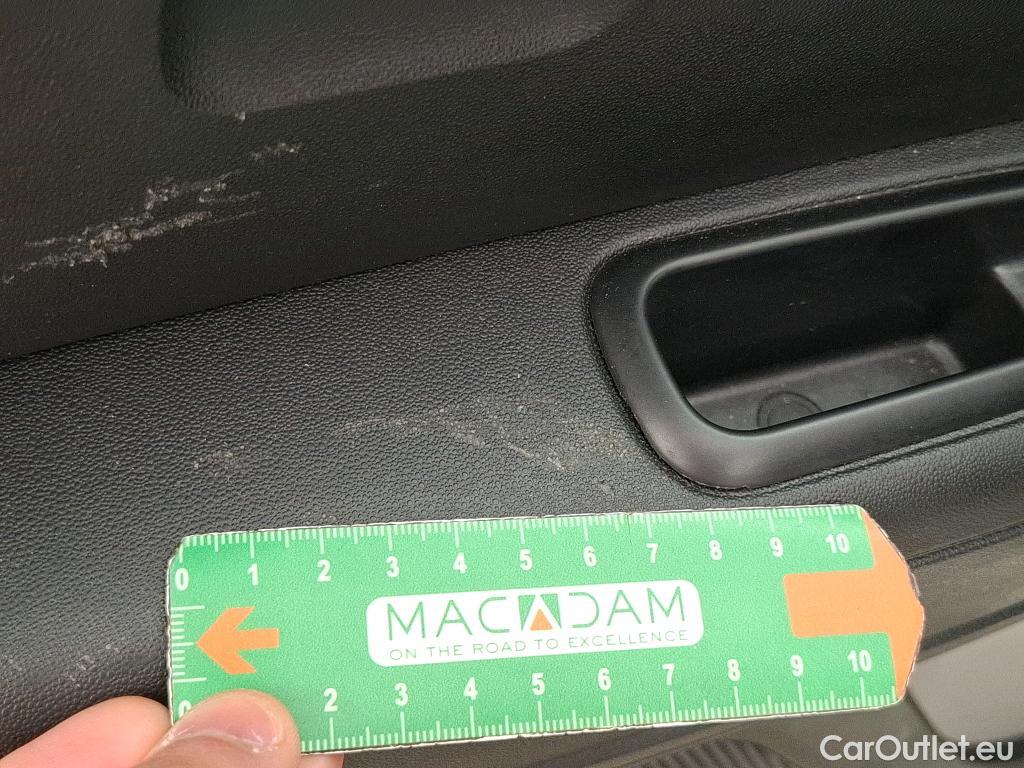 0 1 2 3 4 5 6 7 8 9 10
MACADAM
ON THE ROAD TO EXCELLENCE
0 2 3 4 5 6 7 8 9 10
CarOutlet.eu